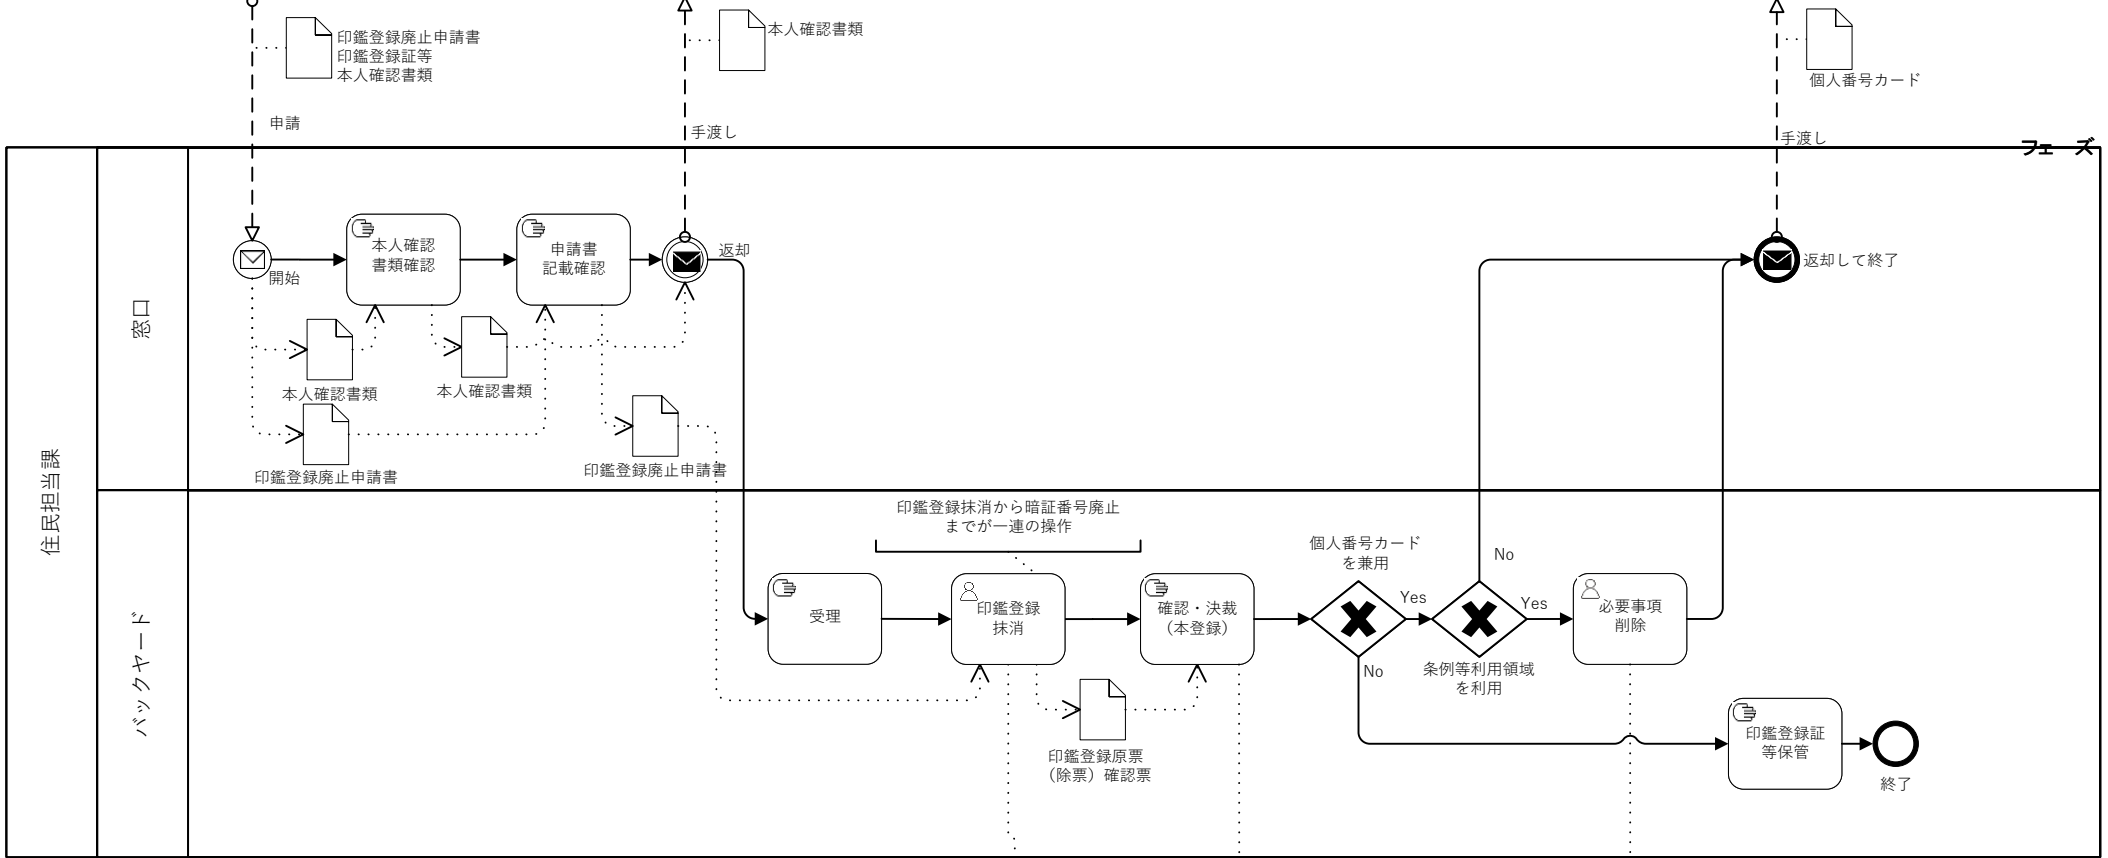 印鑑登録廃止申請書
印鑑登録証等
本人確認書類
申請
本人確認書類
手渡し
個人番号カード
手渡し
フェーズ
住民担当課
窓口
開始
本人確認
書類確認
申請書
記載確認
返却
返却して終了
本人確認書類
本人確認書類
印鑑登録廃止申請書
印鑑登録廃止申請書
バックヤード
印鑑登録抹消から暗証番号廃止
までが一連の操作
受理
印鑑登録
抹消
確認・決裁
（本登録）
個人番号カード
を兼用
Yes
No
条例等利用領域
を利用
No
Yes
必要事項
削除
印鑑登録原票
（除票）確認票
印鑑登録証
等保管
終了